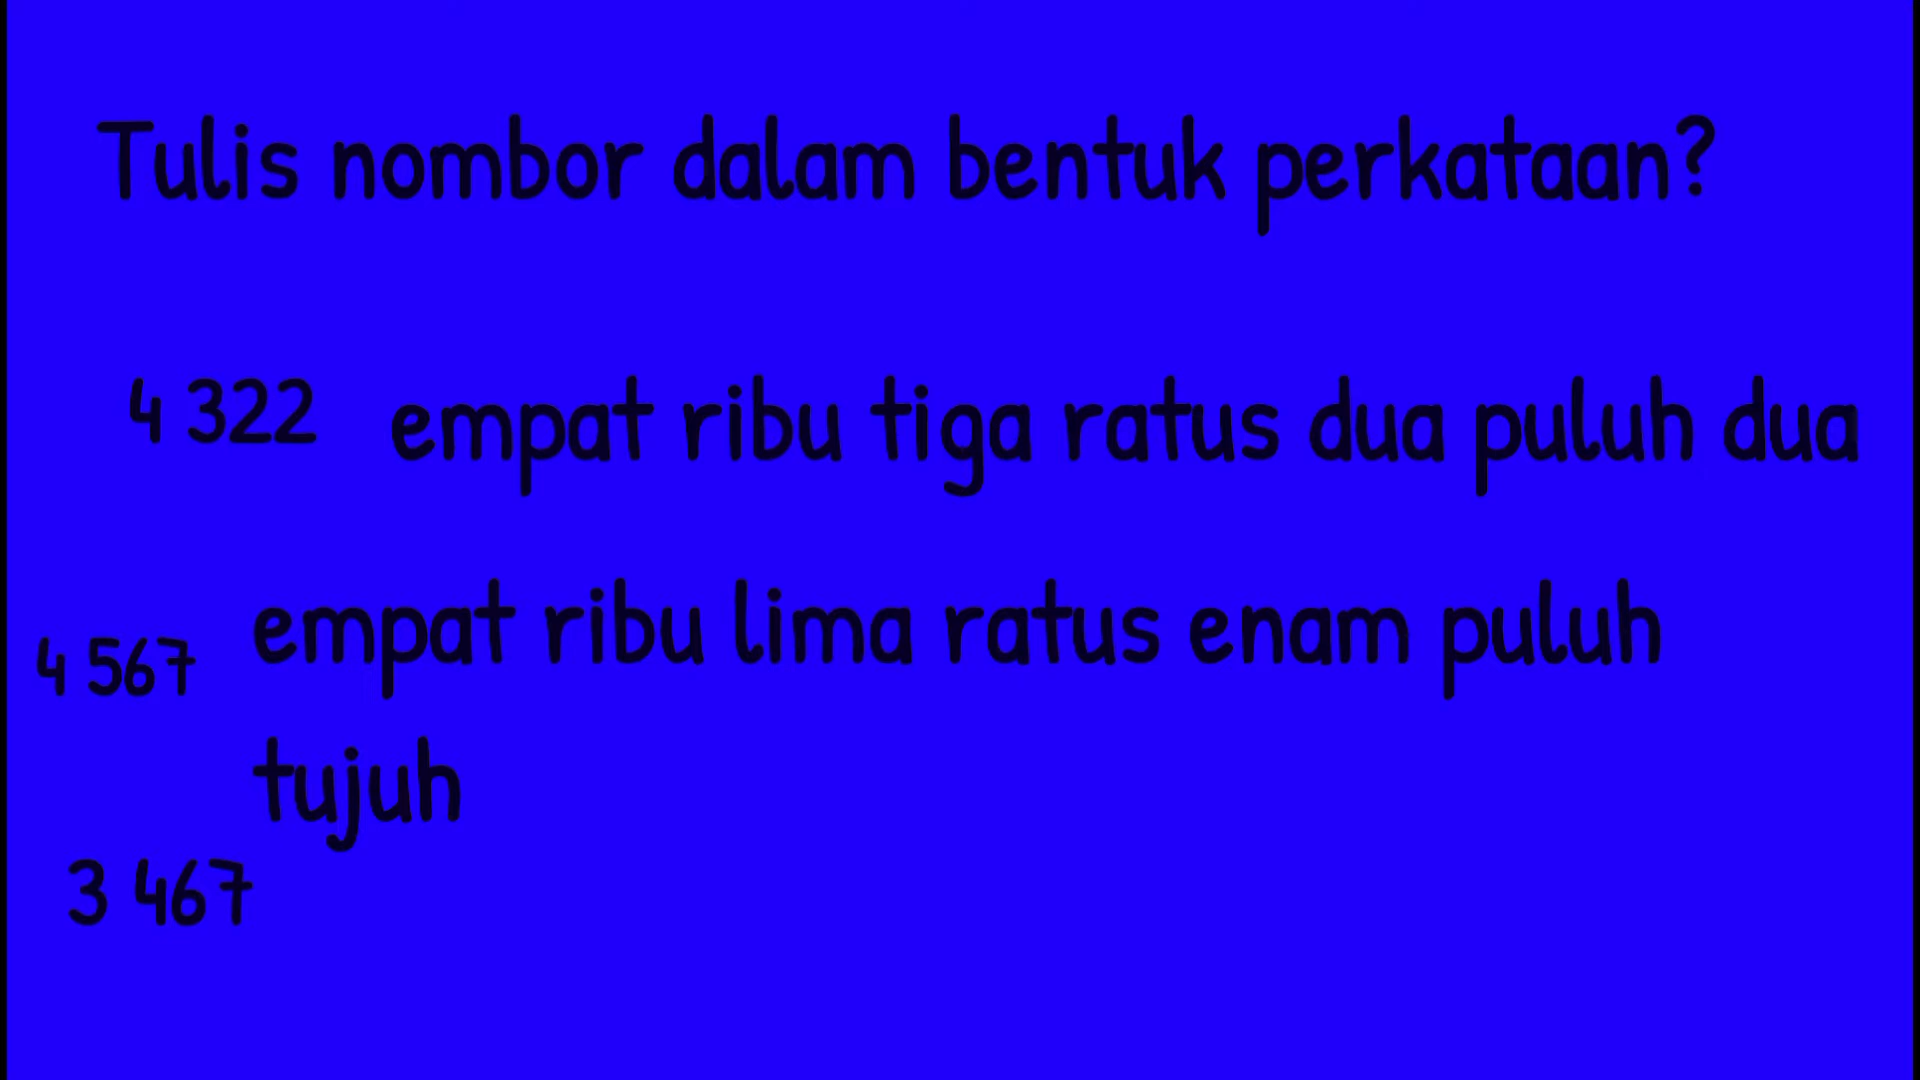 Tulis nombor dalam bentuk perkataan?
4 322 empat ribu tiga ratus dua puluh dua
4 567 empat ribu lima ratus enam puluh
tujuh
3 467